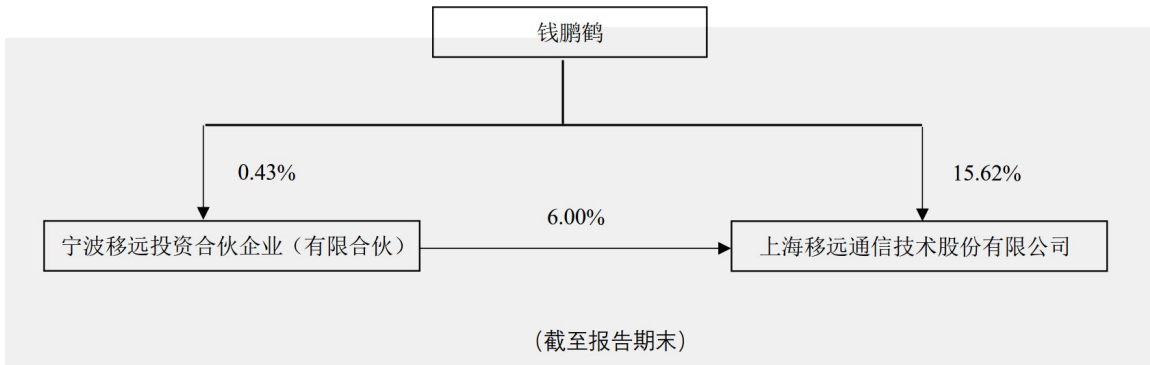 钱鹏鹤
0.43%
15.62%
6.00%
宁波移远投资合伙企业（有限合伙）
上海移远通信技术股份有限公司
（截至报告期末）